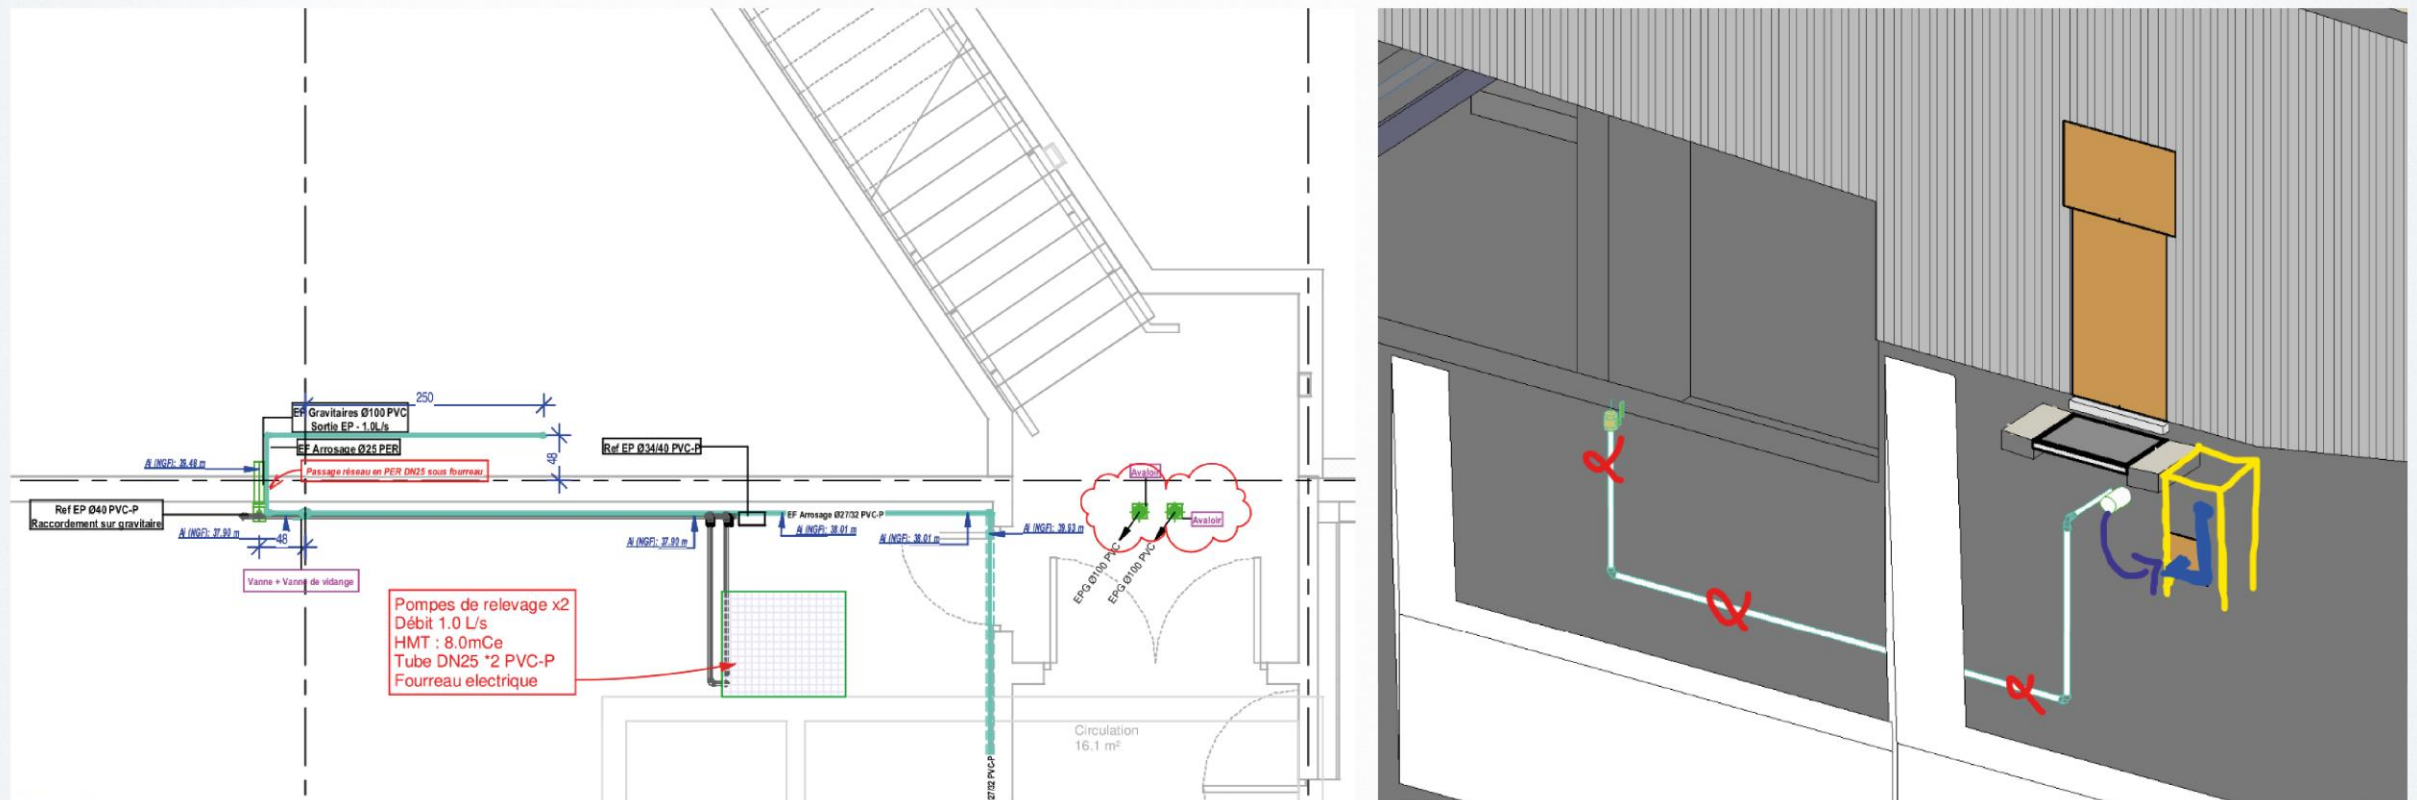 250
EF Gravitaires Ø100 PVC
Sortie EP - 1.0L/s
EF Arrosage Ø25 PER
48
Ref EP Ø34/40 PVC-P
Ai (NGF): 39.48 m
Passage réseau en PER DN25 sous fourreau
Avaloir
Ref EP Ø40 PVC-P
Raccordement sur gravitaire
EF Arrosage Ø27/32 PVC-P
Avaloir
Ai (NGF): 37.90 m
48
Ai (NGF): 37.90 m
Ai (NGF): 38.01 m
Ai (NGF): 38.01 m
Ai (NGF): 39.93 m
EPG Ø100 PVC
EPG Ø100 PVC
Vanne + Vanne de vidange
Pompes de relevage x2
Débit 1.0 L/s
HMT : 8.0mCe
Tube DN25 *2 PVC-P
Fourreau electrique
Circulation
16.1 m²
27/32 PVC-P